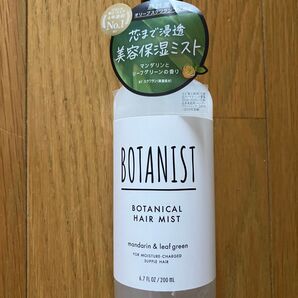 No.1
芯まで浸透
美容保湿ミスト
マンダリンと
リーフグリーンの香り
BOTANIST
BOTANICAL
HAIR MIST
mandarin & leaf green
FOR MOISTURE-CHARGED
SUPPLE HAIR
6.7 FL OZ / 200 mL